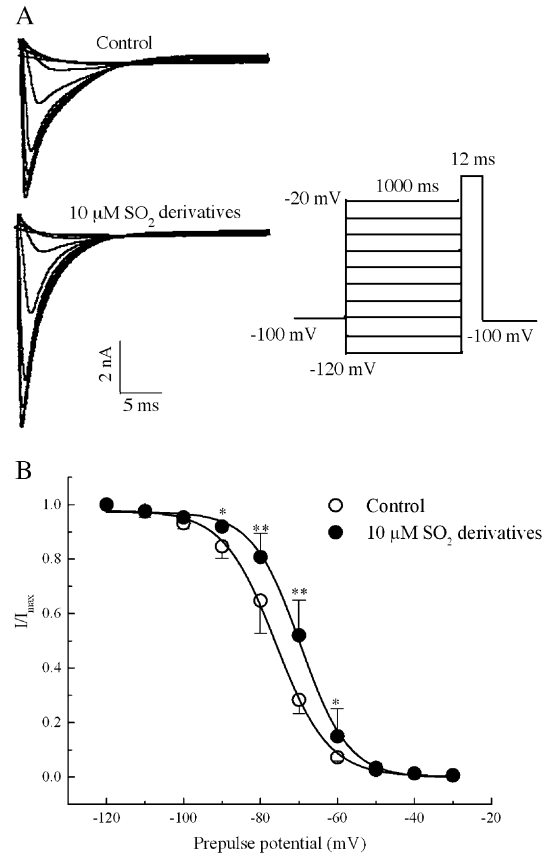 A
Control
10 µM SO2 derivatives
2 nA
5 ms
12 ms
-20 mV
1000 ms
-100 mV
-100 mV
-120 mV
B
Control
10 µM SO2 derivatives
*
**
**
*
I/Imax
1.0
0.8
0.6
0.4
0.2
0.0
-120
-100
-80
-60
-40
-20
Prepulse potential (mV)